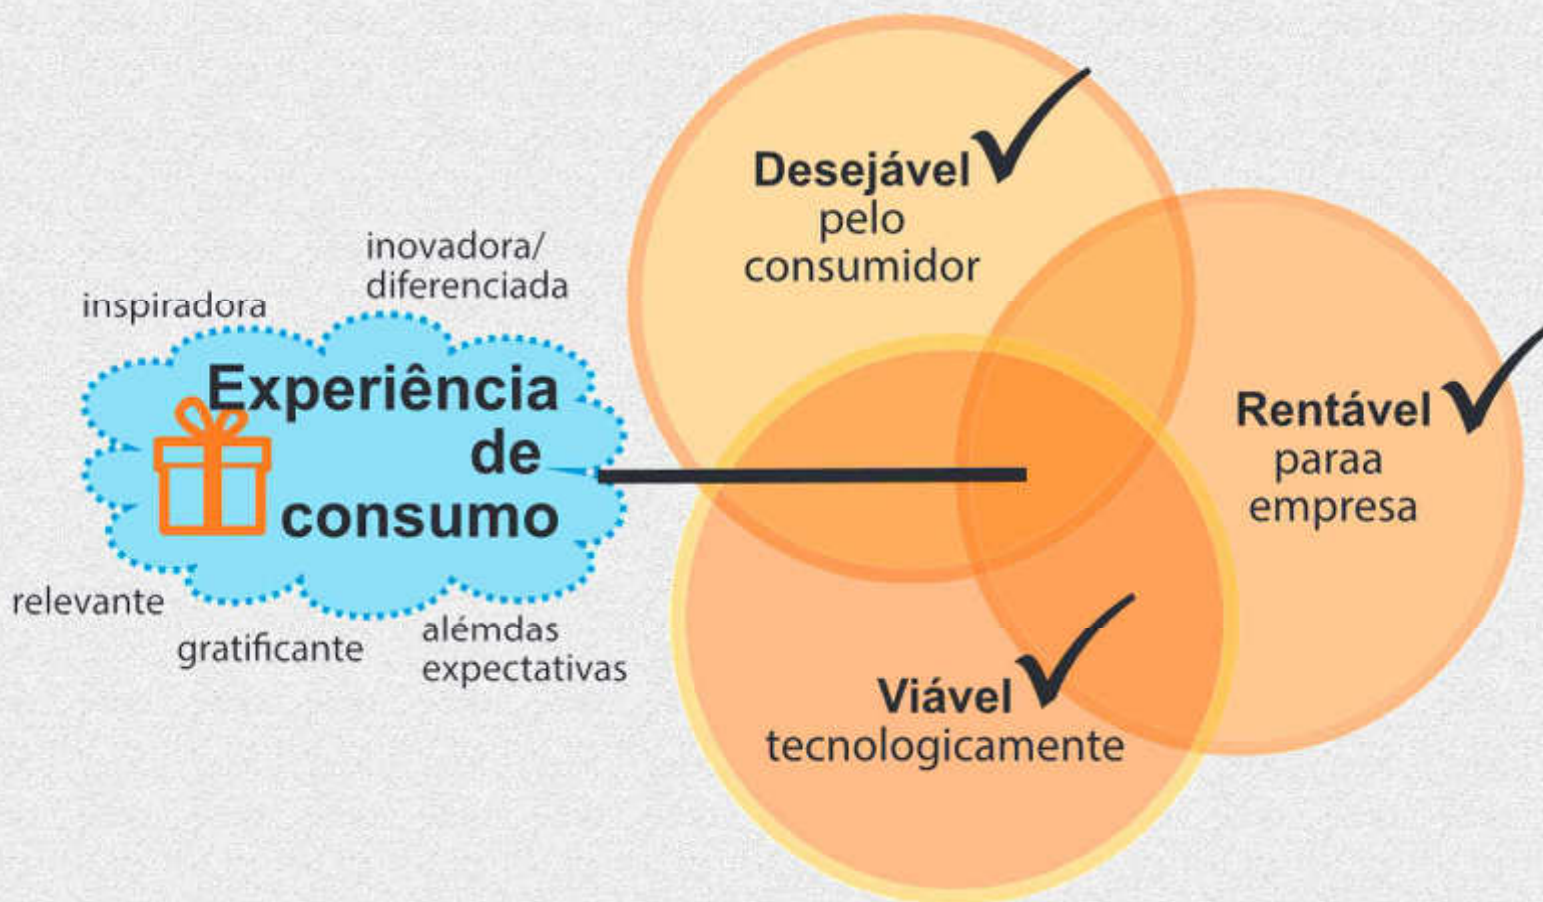 inspiradora
inovadora/
diferenciada
Experiência
de
consumo
relevante
gratificante
alémdas
expectativas
Desejável
pelo
consumidor
Rentável
paraa
empresa
Viável
tecnologicamente